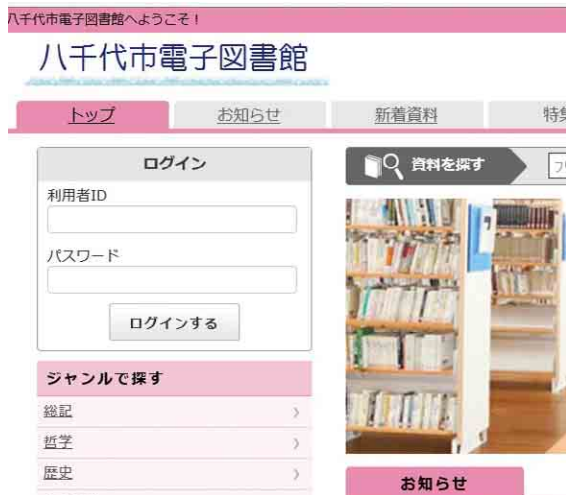 八千代市電子図書館へようこそ！
八千代市電子図書館
トップ
お知らせ
新着資料
ログイン
利用者ID
パスワード
ログインする
資料を探す
ジャンルで探す
総記
哲学
歴史
お知らせ